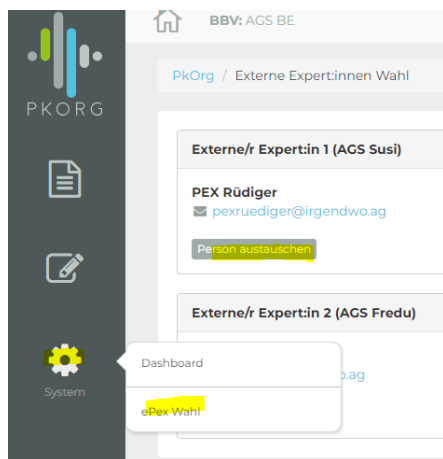 BBV: AGS BE
PKORG
PkOrg / Externe Expert:innen Wahl
Externe/r Expert:in 1 (AGS Susi)
PEX Rüdiger
pexruediger@irgendwo.ag
Person austauschen
Externe/r Expert:in 2 (AGS Fredu)
System
Dashboard
o.ag
ePex Wahl